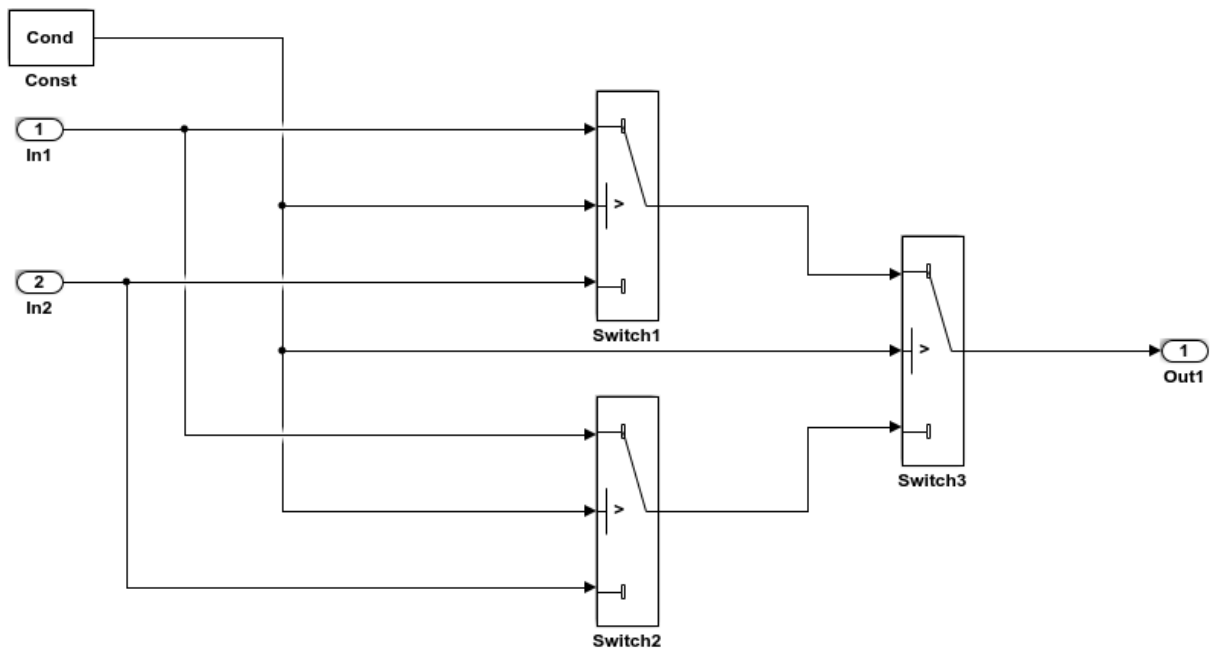 Cond
Const
1
In1
>
2
In2
Switch1
>
1
Out1
>
Switch3
Switch2